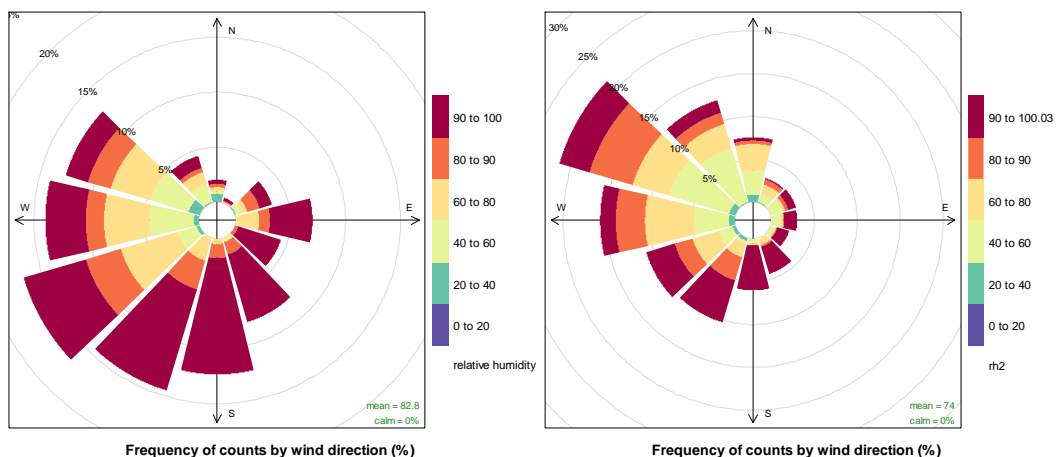 0%
20%
15%
10%
5%
N
E
S
W
90 to 100
80 to 90
60 to 80
40 to 60
20 to 40
0 to 20
relative humidity
mean = 82.8
calm = 0%
Frequency of counts by wind direction (%)
30%
25%
20%
15%
10%
5%
N
E
S
W
90 to 100.03
80 to 90
60 to 80
40 to 60
20 to 40
0 to 20
rh2
mean = 74
calm = 0%
Frequency of counts by wind direction (%)